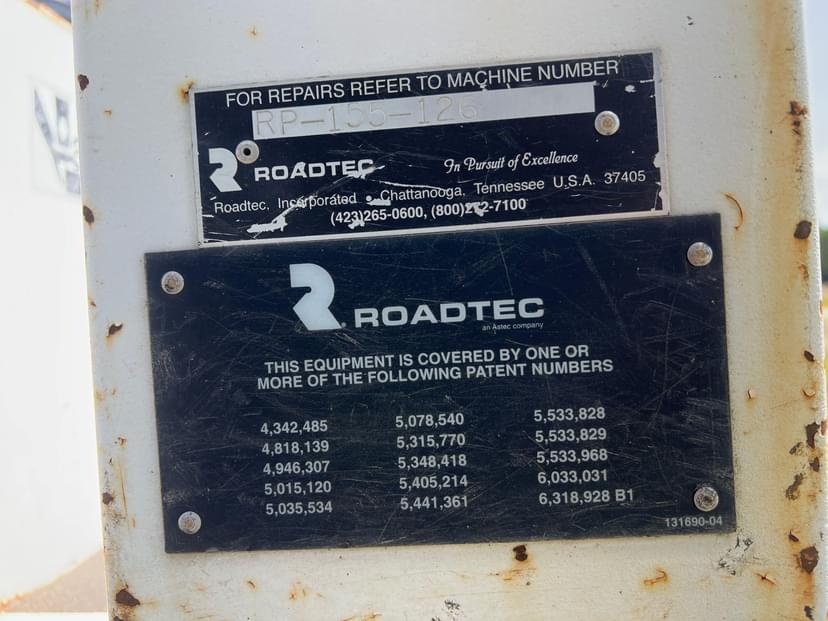 FOR REPAIRS REFER TO MACHINE NUMBER
RP-155-126
ROADTEC In Pursuit of Excellence
Roadtec, Incorporated Chattanooga, Tennessee U.S.A. 37405
(423)265-0600, (800)272-7100
ROADTEC
an Astec company
THIS EQUIPMENT IS COVERED BY ONE OR
MORE OF THE FOLLOWING PATENT NUMBERS
4,342,485 5,078,540 5,533,828
4,818,139 5,315,770 5,533,829
4,946,307 5,348,418 5,533,968
5,015,120 5,405,214 6,033,031
5,035,534 5,441,361 6,318,928 B1
131690-04